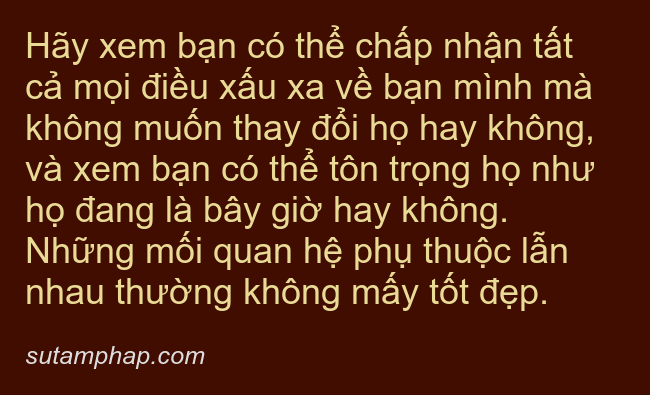 Hãy xem bạn có thể chấp nhận tất
cả mọi điều xấu xa về bạn mình mà
không muốn thay đổi họ hay không,
và xem bạn có thể tôn trọng họ như
họ đang là bây giờ hay không.
Những mối quan hệ phụ thuộc lẫn
nhau thường không mấy tốt đẹp.
sutamphap.com